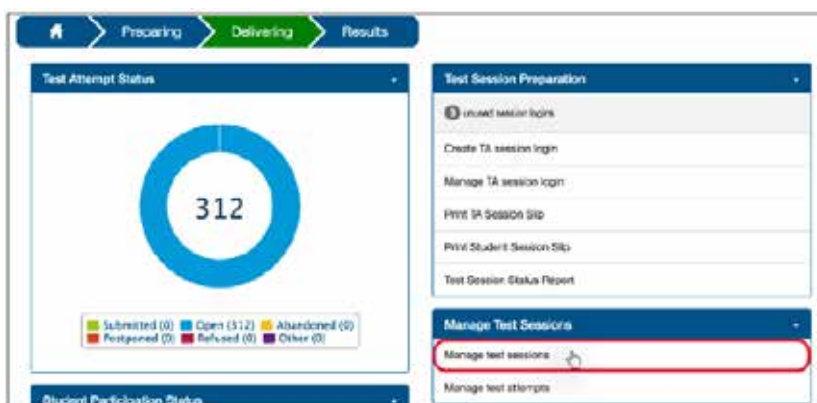 Preparing Delivering Results
Test Attempt Status
312
Submitted (0) Open (312) Abandoned (0)
Postponed (0) Refused (0) Other (0)
Student Participation Status
Test Session Preparation
unused session logins
Create TA session login
Manage TA session login
Print TA Session Slip
Print Student Session Slip
Test Session Status Report
Manage Test Sessions
Manage test sessions
Manage test attempts